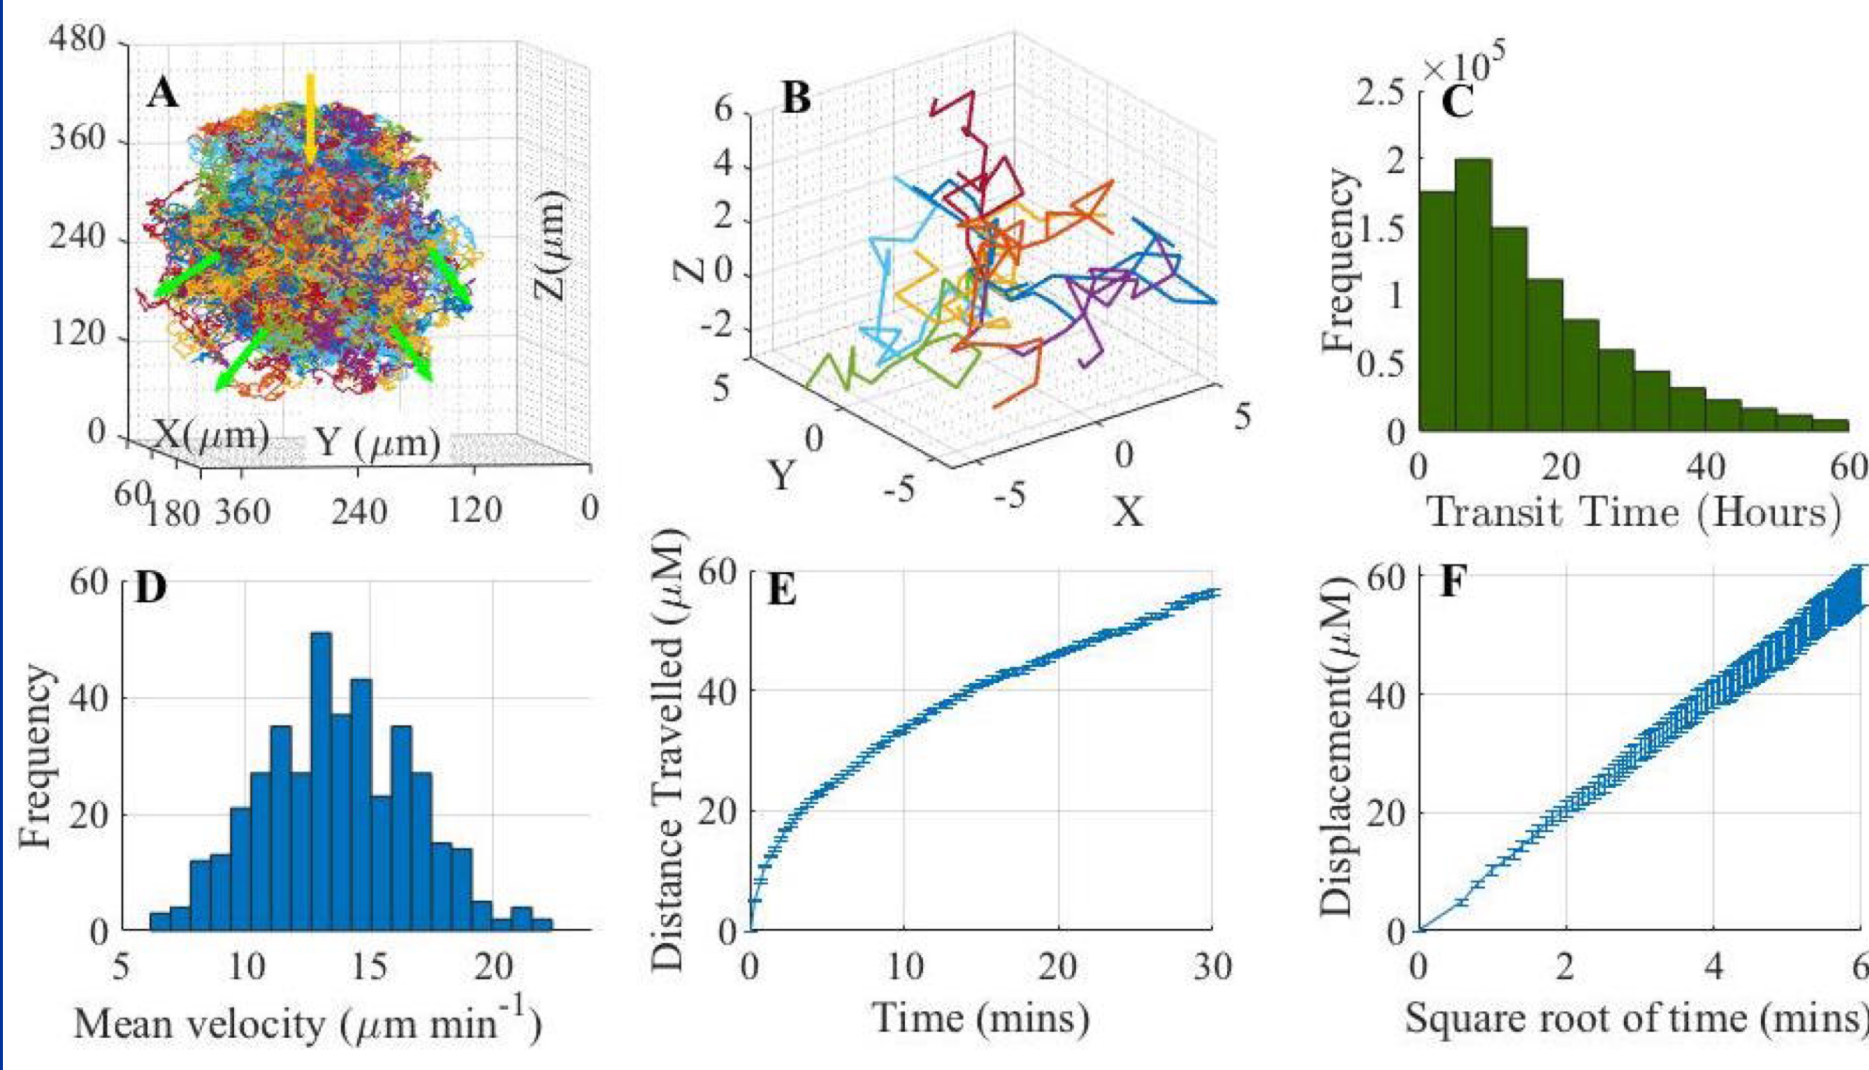 A
480
360
240
120
0
Z(μm)
X(μm)
Y (μm)
60
180
360
240
120
0
B
6
4
2
0
-2
Z
5
0
-5
Y
-5
0
5
X
×10^5
C
2.5
2
1.5
1
0.5
0
Frequency
0 20 40 60
Transit Time (Hours)
D
60
40
20
0
Frequency
5 10 15 20
Mean velocity (μm min^-1)
E
60
40
20
0
Distance Travelled (μM)
0 10 20 30
Time (mins)
F
60
40
20
0
Displacement(μM)
0 2 4 6
Square root of time (mins)